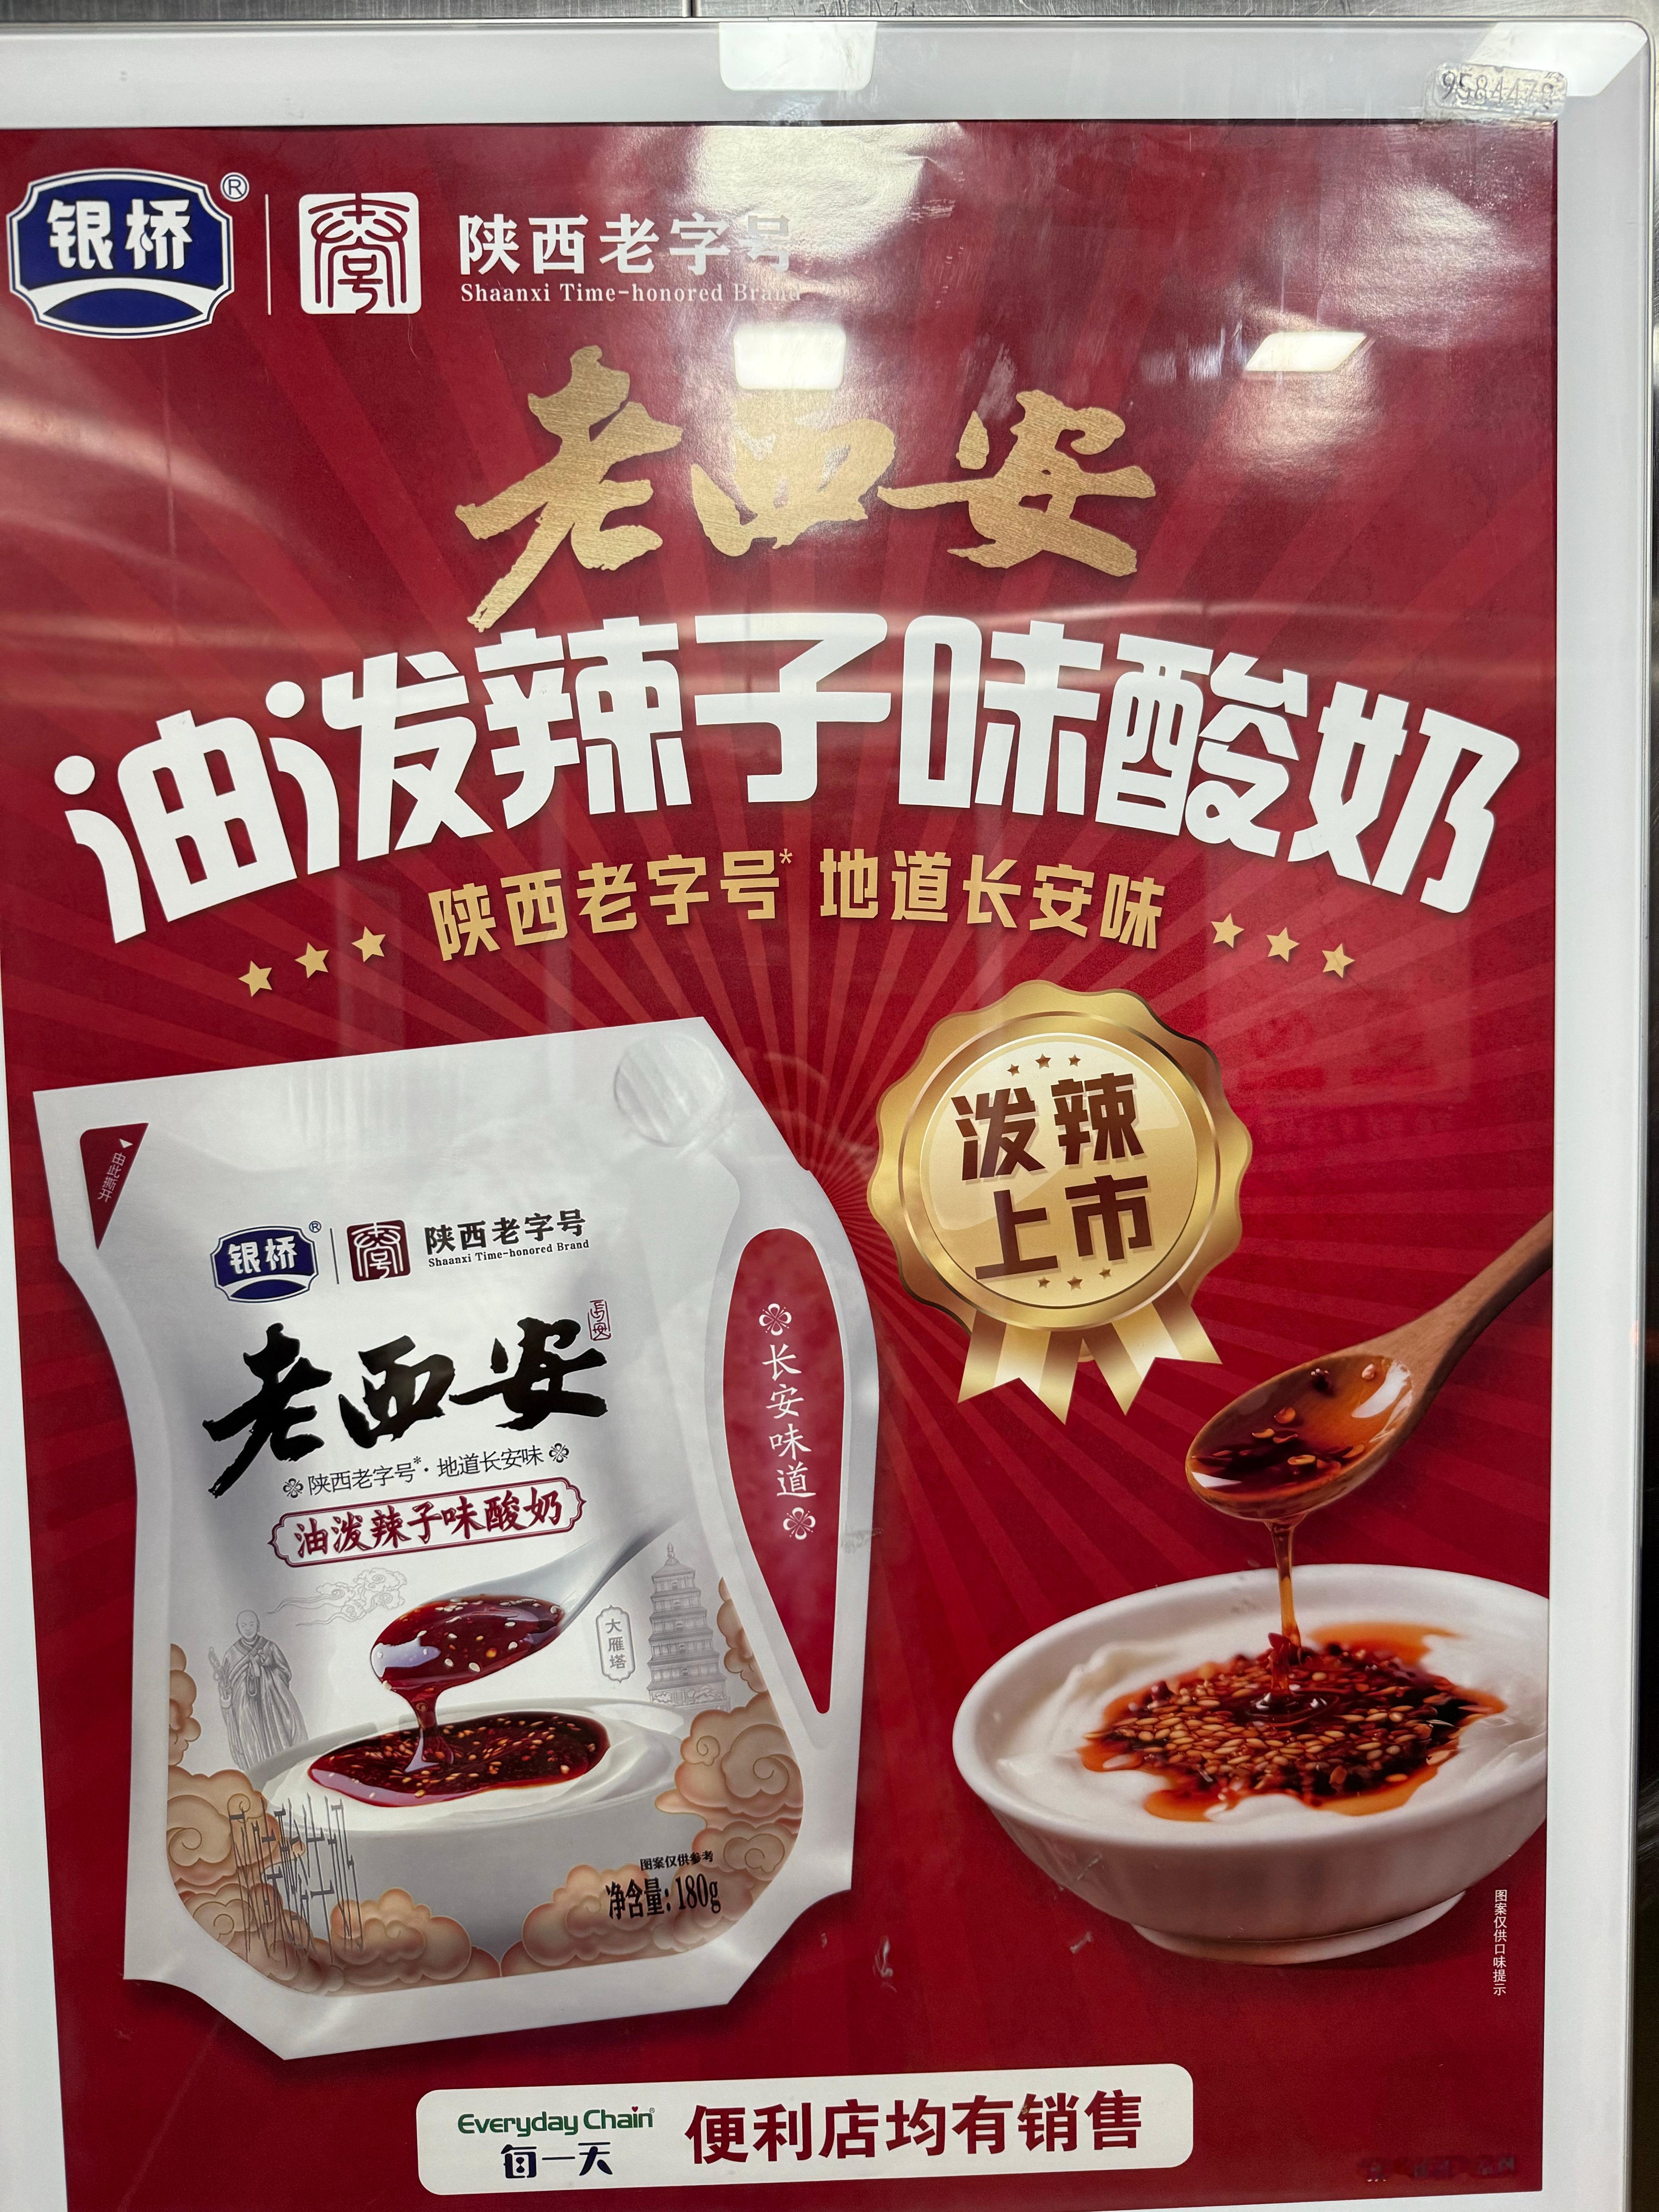 9584478
银桥®
陕西老字号
Shaanxi Time-honored Brand
老西安
油泼辣子味酸奶
陕西老字号* 地道长安味
泼辣
上市
由此撕开
银桥®
陕西老字号
Shaanxi Time-honored Brand
老西安
长安
陕西老字号*·地道长安味
油泼辣子味酸奶
长安味道
大雁塔
图案仅供参考
净含量:180g
图案仅供口味提示
Everyday Chain®
每一天
便利店均有销售